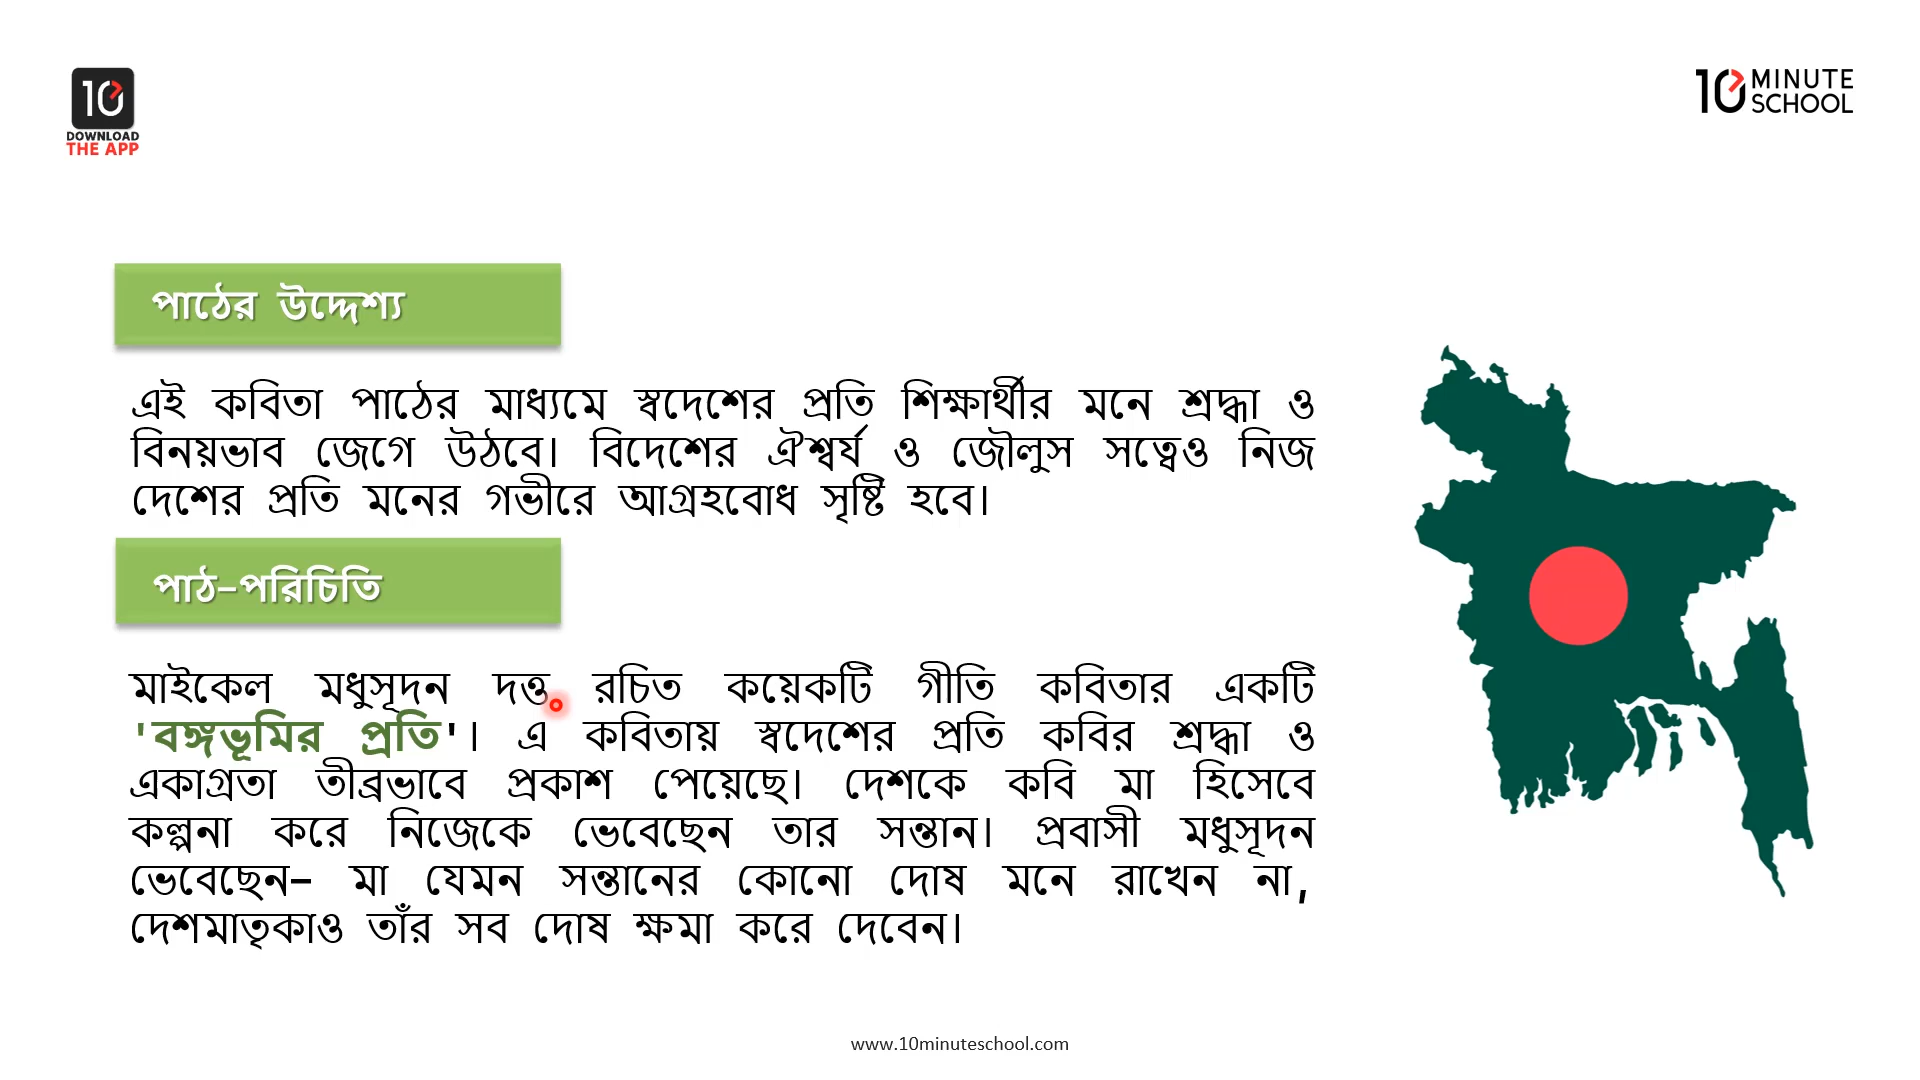 10
DOWNLOAD
THE APP
10 MINUTE
SCHOOL
পাঠের উদ্দেশ্য
এই কবিতা পাঠের মাধ্যমে স্বদেশের প্রতি শিক্ষার্থীর মনে শ্রদ্ধা ও
বিনয়ভাব জেগে উঠবে। বিদেশের ঐশ্বর্য ও জৌলুস সত্বেও নিজ
দেশের প্রতি মনের গভীরে আগ্রহবোধ সৃষ্টি হবে।
পাঠ–পরিচিতি
মাইকেল মধুসূদন দত্ত রচিত কয়েকটি গীতি কবিতার একটি
'বঙ্গভূমির প্রতি'। এ কবিতায় স্বদেশের প্রতি কবির শ্রদ্ধা ও
একাগ্রতা তীব্রভাবে প্রকাশ পেয়েছে। দেশকে কবি মা হিসেবে
কল্পনা করে নিজেকে ভেবেছেন তার সন্তান। প্রবাসী মধুসূদন
ভেবেছেন– মা যেমন সন্তানের কোনো দোষ মনে রাখেন না,
দেশমাতৃকাও তাঁর সব দোষ ক্ষমা করে দেবেন।
www.10minuteschool.com